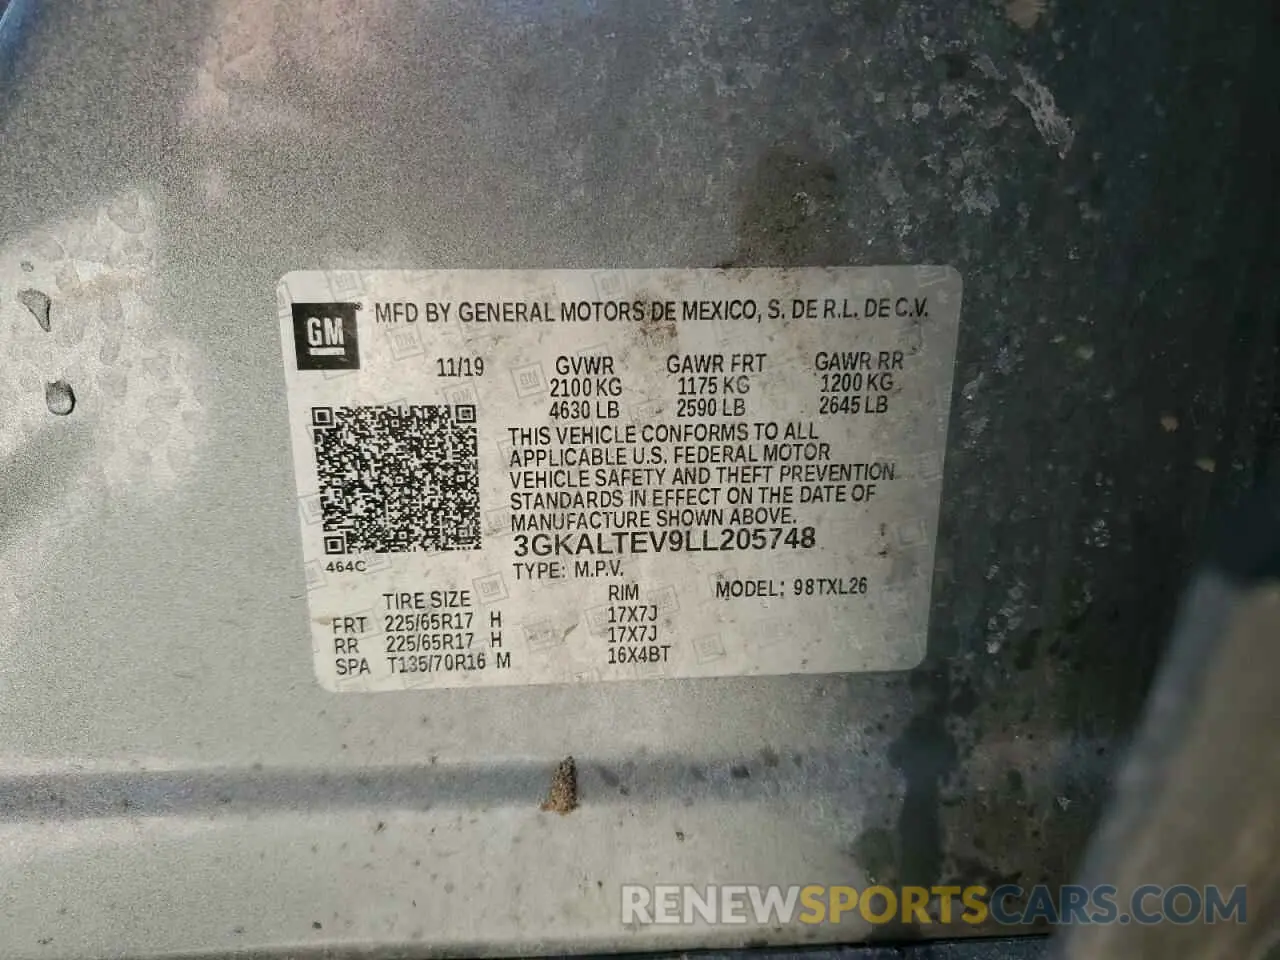 GM
MFD BY GENERAL MOTORS DE MEXICO, S. DE R.L. DE C.V.
11/19 GVWR GAWR FRT GAWR RR
2100 KG 1175 KG 1200 KG
4630 LB 2590 LB 2645 LB
THIS VEHICLE CONFORMS TO ALL
APPLICABLE U.S. FEDERAL MOTOR
VEHICLE SAFETY AND THEFT PREVENTION
STANDARDS IN EFFECT ON THE DATE OF
MANUFACTURE SHOWN ABOVE.
3GKALTEV9LL205748
464C
TYPE: M.P.V.
TIRE SIZE RIM MODEL: 98TXL26
FRT 225/65R17 H 17X7J
RR 225/65R17 H 17X7J
SPA T135/70R16 M 16X4BT
RENEWSPORTSCARS.COM